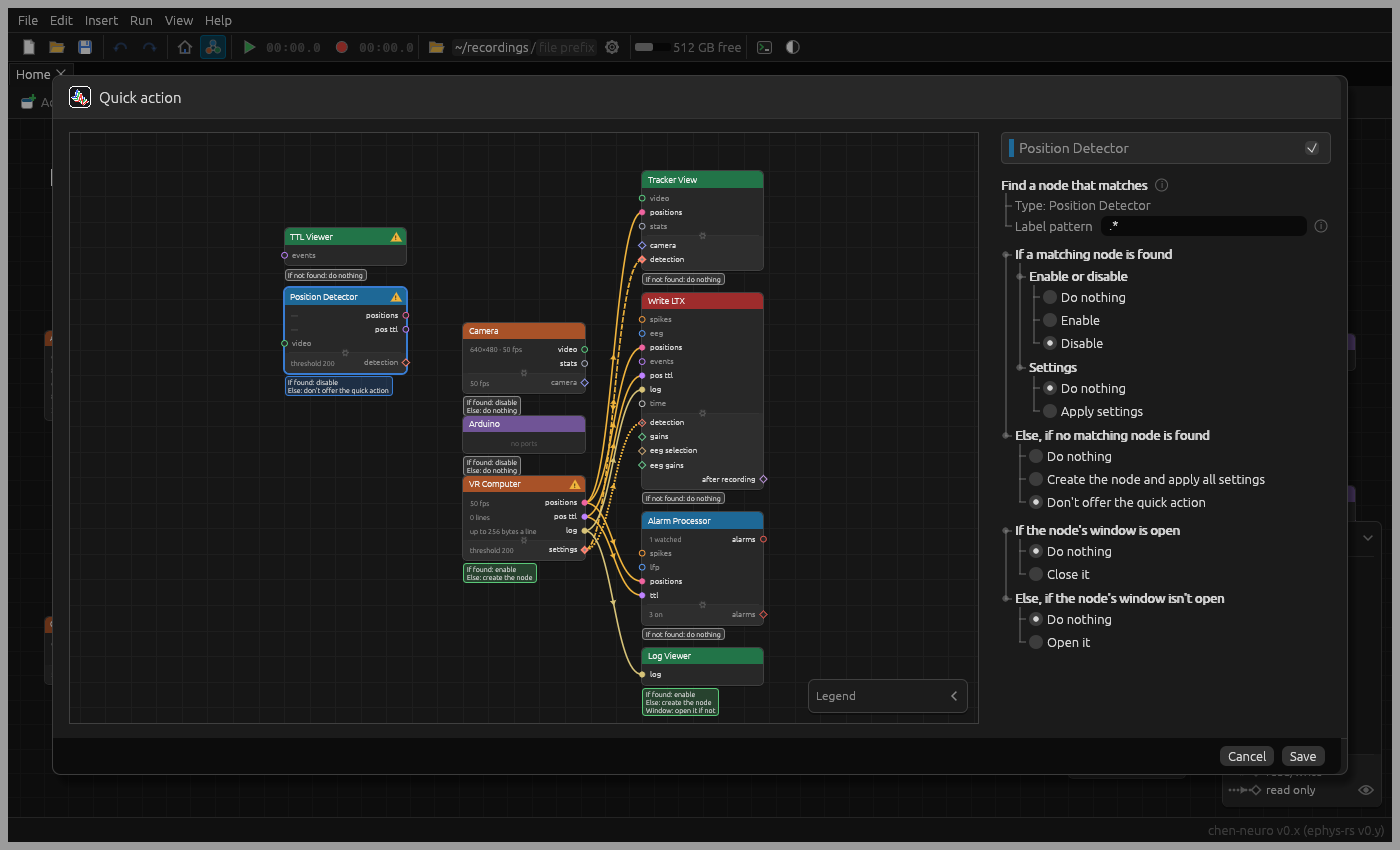 File Edit Insert Run View Help
00:00.0 00:00.0 ~/recordings/ file prefix 512 GB free
Home
Quick action
Tracker View
video
positions
stats
camera
detection
If not found: do nothing
TTL Viewer
events
If not found: do nothing
Position Detector
positions
pos ttl
video
threshold 200 detection
If found: disable
Else: don't offer the quick action
Camera
640×480 · 50 fps video
stats
50 fps camera
If found: disable
Else: do nothing
Arduino
no ports
If found: disable
Else: do nothing
VR Computer
50 fps positions
0 lines pos ttl
up to 256 bytes a line log
threshold 200 settings
If found: enable
Else: create the node
Write LTX
spikes
eeg
positions
events
pos ttl
log
time
detection
gains
eeg selection
eeg gains
after recording
If not found: do nothing
Alarm Processor
1 watched alarms
spikes
lfp
positions
ttl
3 on alarms
If not found: do nothing
Log Viewer
log
If found: enable
Else: create the node
Window: open it if not
Legend
Position Detector
Find a node that matches
Type: Position Detector
Label pattern .*
If a matching node is found
Enable or disable
Do nothing
Enable
Disable
Settings
Do nothing
Apply settings
Else, if no matching node is found
Do nothing
Create the node and apply all settings
Don't offer the quick action
If the node's window is open
Do nothing
Close it
Else, if the node's window isn't open
Do nothing
Open it
Cancel Save
read only
chen-neuro v0.x (ephys-rs v0.y)